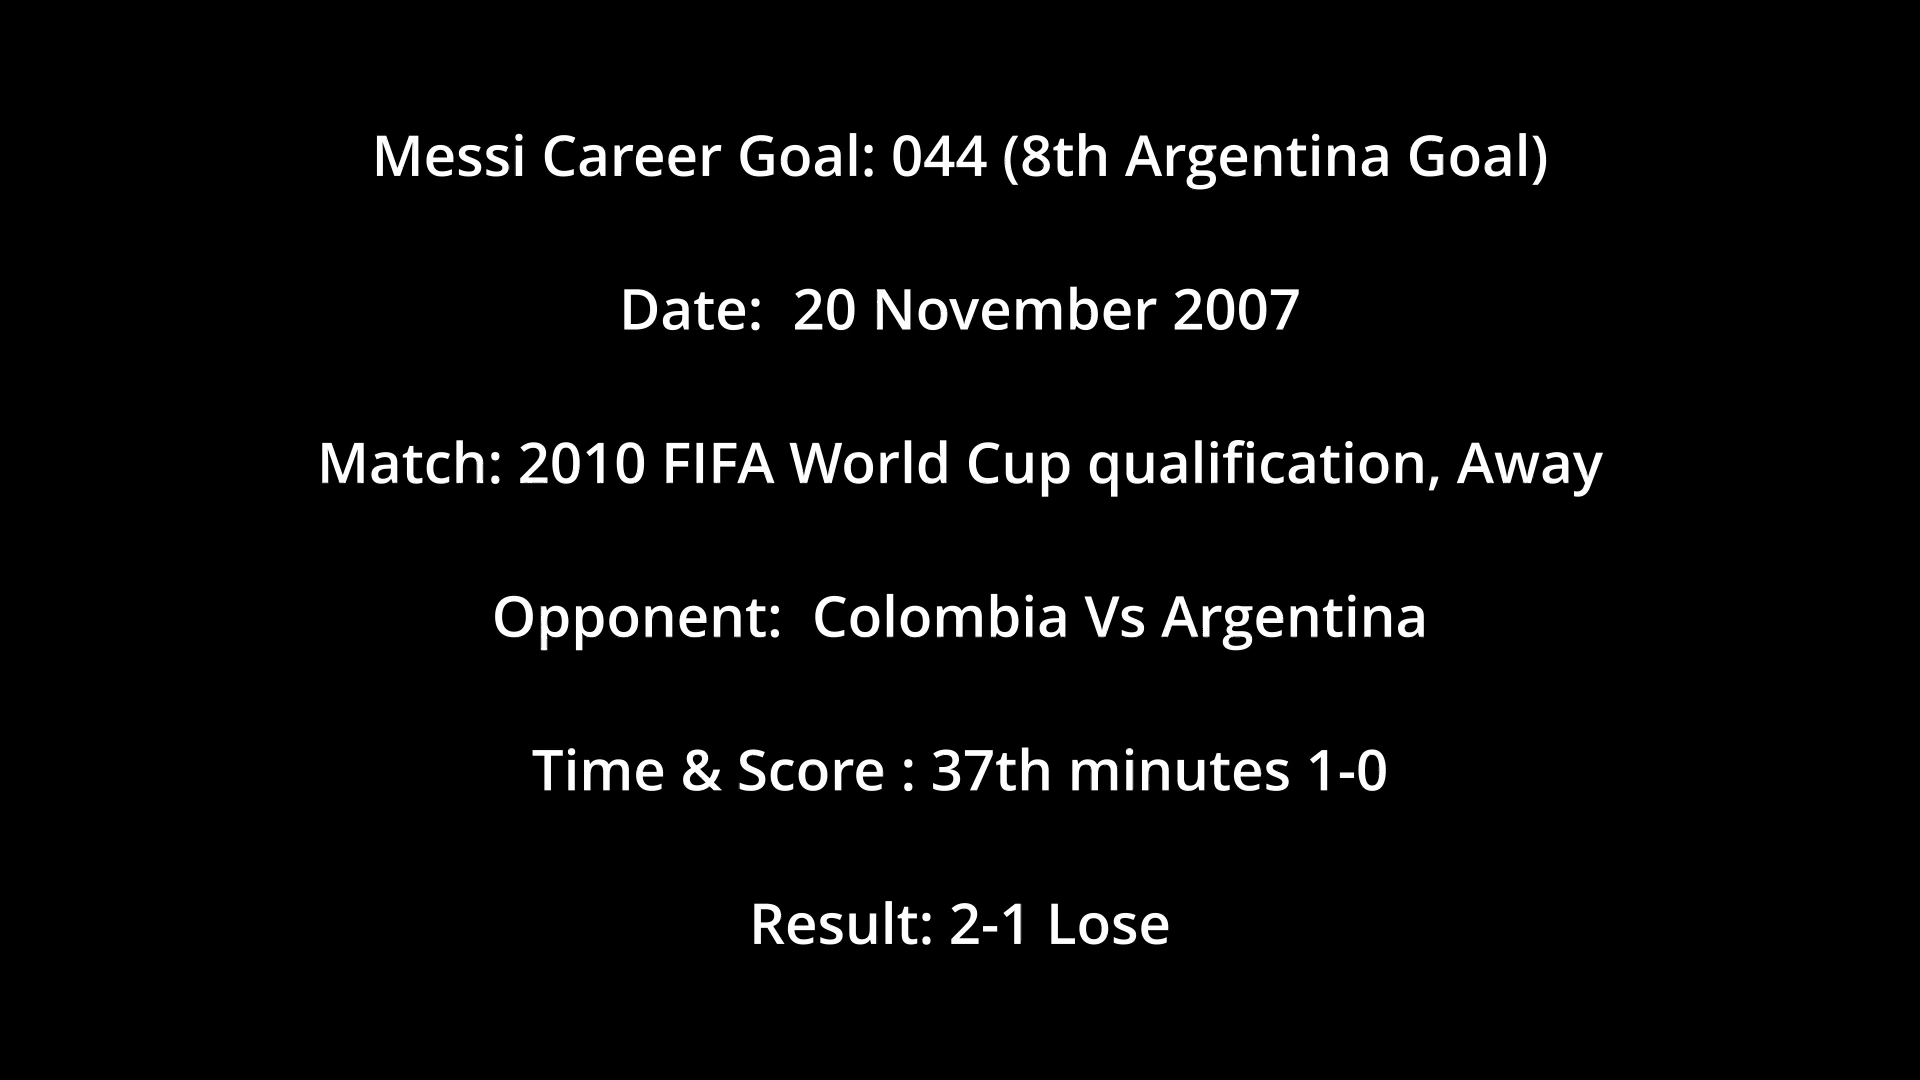 Messi Career Goal: 044 (8th Argentina Goal)
Date:  20 November 2007
Match: 2010 FIFA World Cup qualification, Away
Opponent:  Colombia Vs Argentina
Time & Score : 37th minutes 1-0
Result: 2-1 Lose